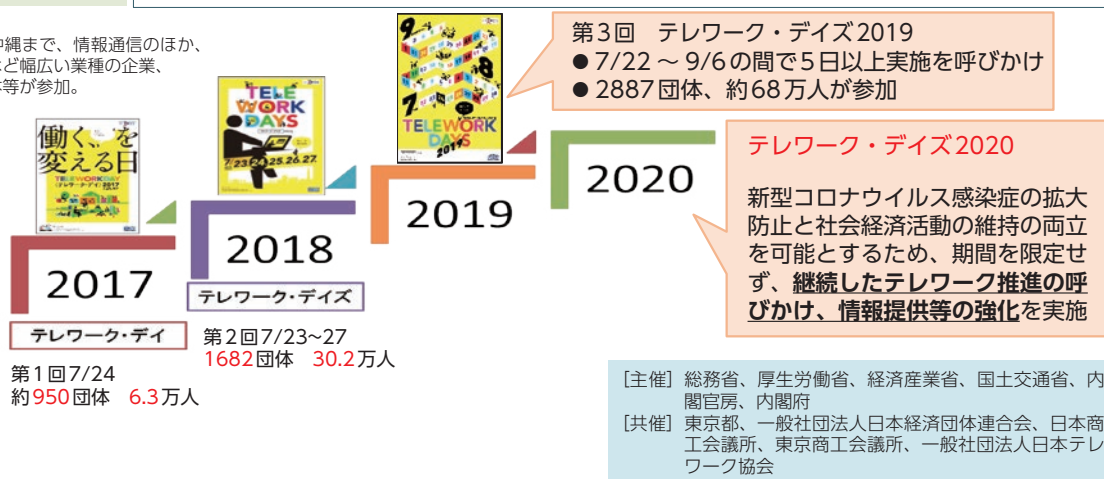 沖縄まで、情報通信のほか、
など幅広い業種の企業、
等が参加。
第3回　テレワーク・デイズ2019
● 7/22 ～ 9/6の間で5日以上実施を呼びかけ
● 2887団体、約68万人が参加
働く、を
変える日
TELEWORKDAY
TELE
WORK
DAYS
7.23.24.25.26.27.
TELEWORK
DAYS
2019
2017
2018
2019
2020
テレワーク・デイ
テレワーク・デイズ
第1回7/24
約950団体　6.3万人
第2回7/23~27
1682団体　30.2万人
テレワーク・デイズ2020
新型コロナウイルス感染症の拡大
防止と社会経済活動の維持の両立
を可能とするため、期間を限定せ
ず、継続したテレワーク推進の呼
びかけ、情報提供等の強化を実施
［主催］総務省、厚生労働省、経済産業省、国土交通省、内
閣官房、内閣府
［共催］東京都、一般社団法人日本経済団体連合会、日本商
工会議所、東京商工会議所、一般社団法人日本テレ
ワーク協会